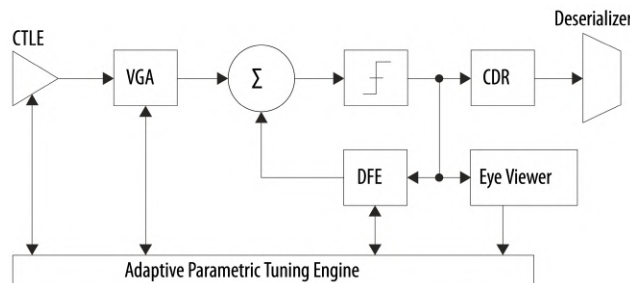 Deserializer
CTLE
VGA
Σ
CDR
DFE
Eye Viewer
Adaptive Parametric Tuning Engine